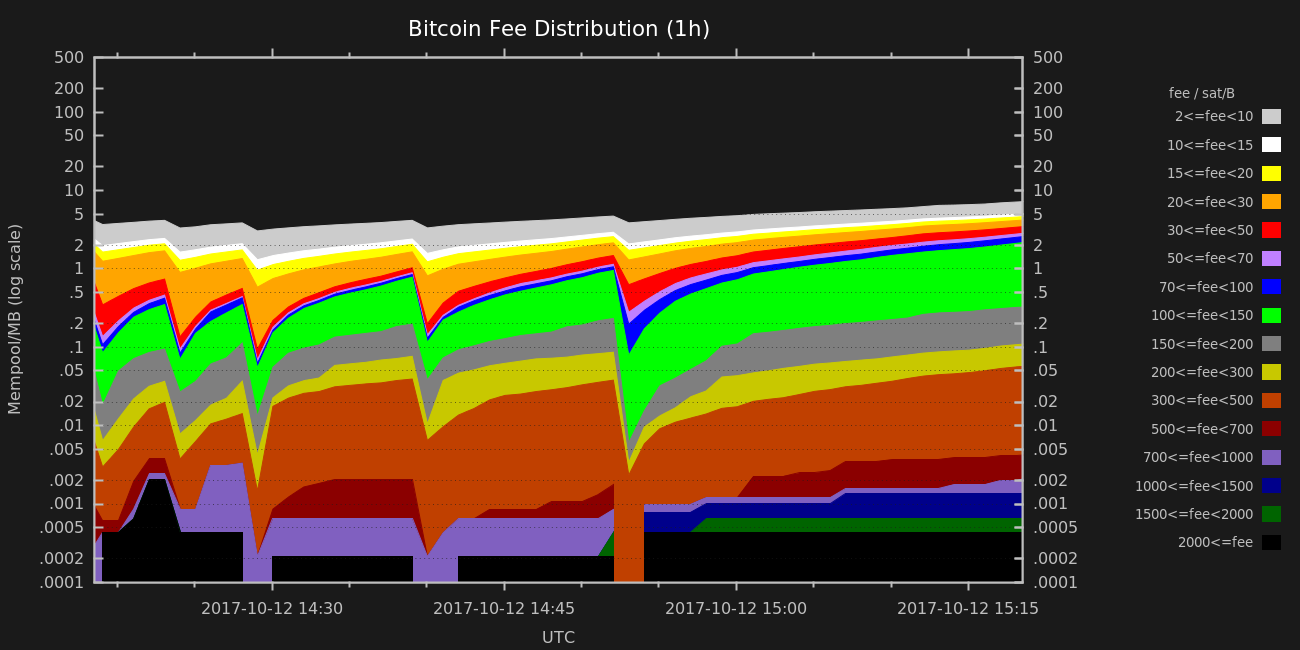 Bitcoin Fee Distribution (1h)
500 500
200 200
100 100
50 50
20 20
10 10
5 5
2 2
1 1
.5 .5
.2 .2
.1 .1
.05 .05
.02 .02
.01 .01
.005 .005
.002 .002
.001 .001
.0005 .0005
.0002 .0002
.0001 .0001
Mempool/MB (log scale)
2017-10-12 14:30 2017-10-12 14:45 2017-10-12 15:00 2017-10-12 15:15
UTC
fee / sat/B
2<=fee<10
10<=fee<15
15<=fee<20
20<=fee<30
30<=fee<50
50<=fee<70
70<=fee<100
100<=fee<150
150<=fee<200
200<=fee<300
300<=fee<500
500<=fee<700
700<=fee<1000
1000<=fee<1500
1500<=fee<2000
2000<=fee